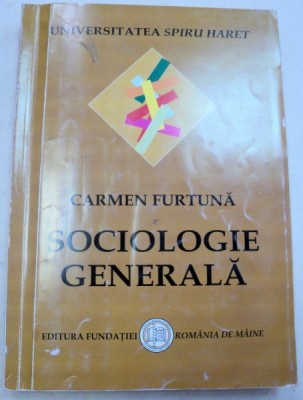 UNIVERSITATEA SPIRU HARET
CARMEN FURTUNĂ
SOCIOLOGIE
GENERALĂ
EDITURA FUNDAȚIEI ROMÂNIA DE MÂINE